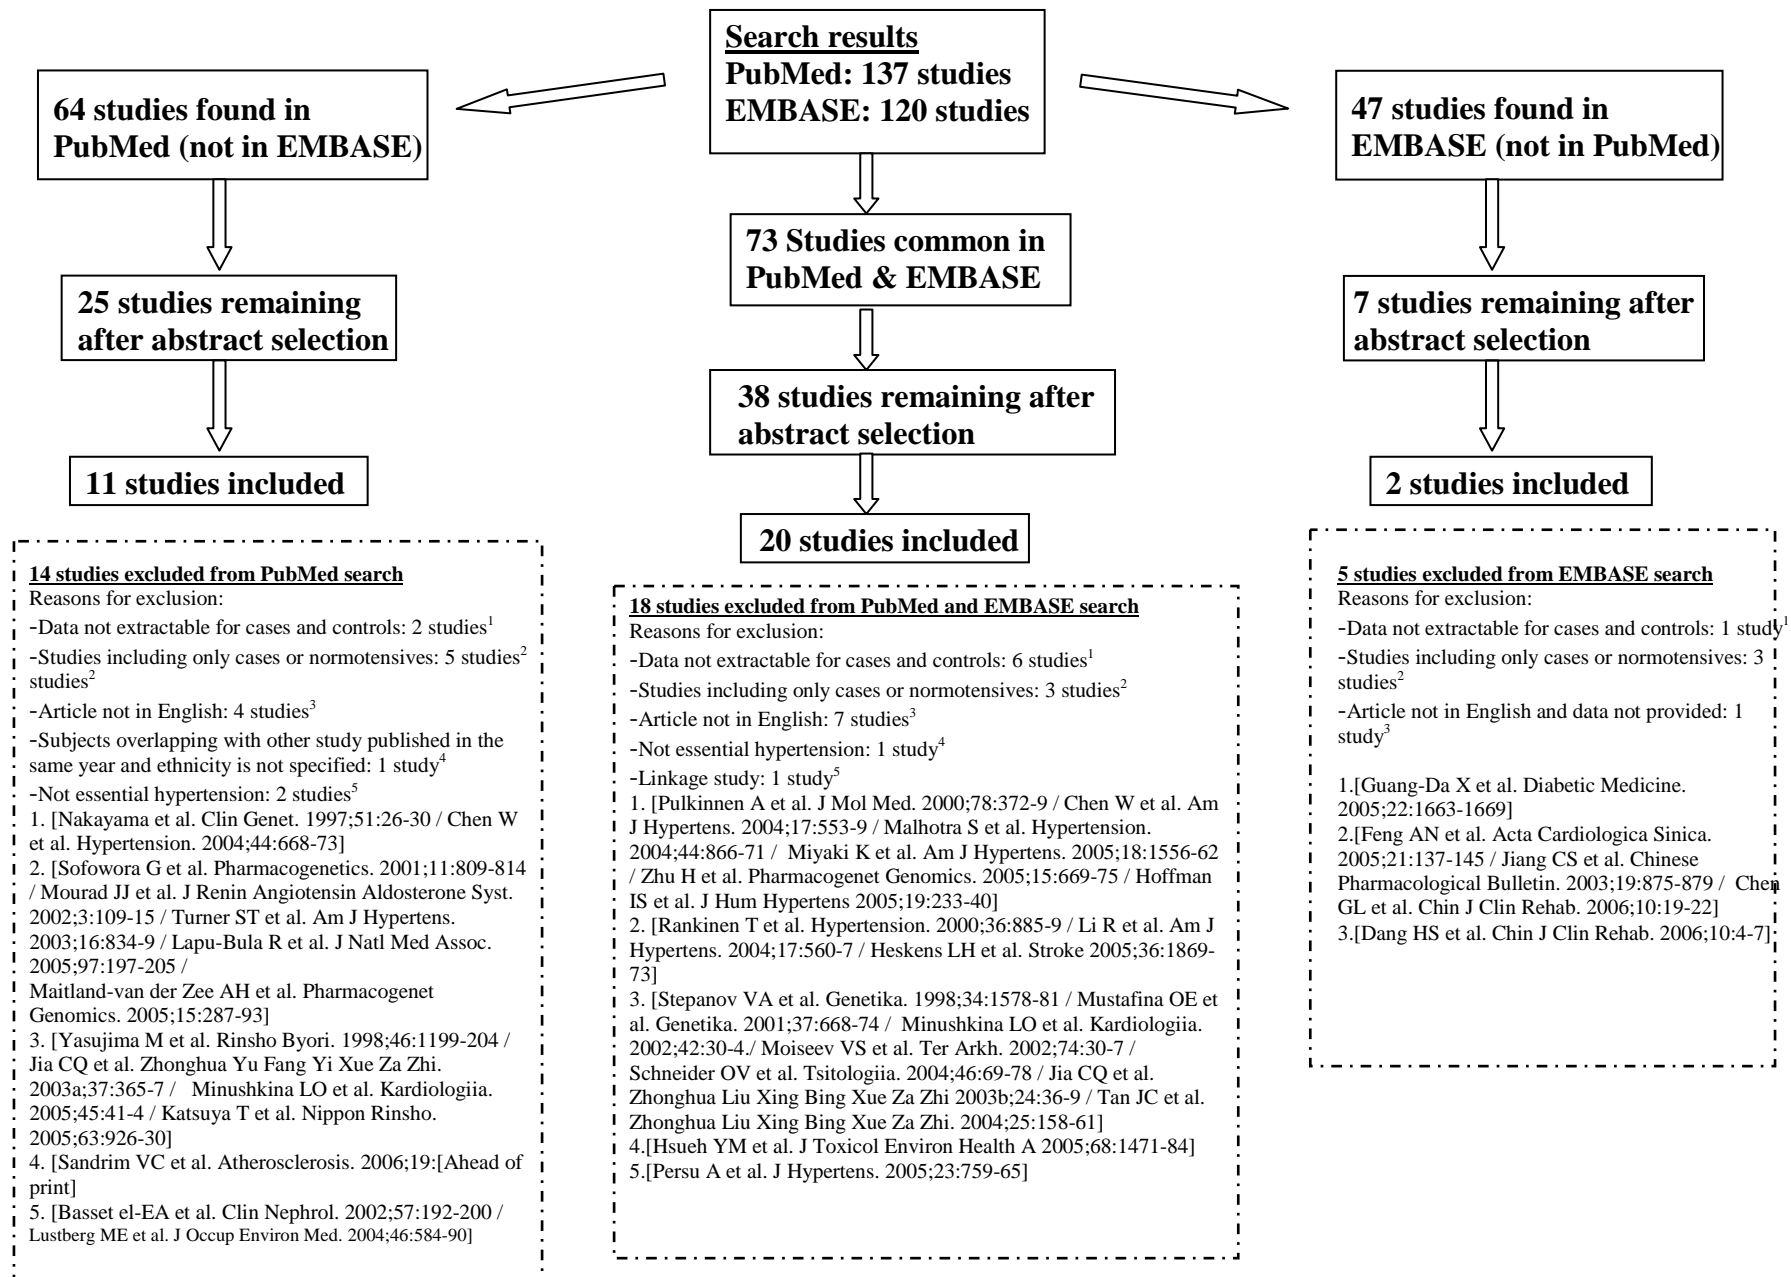 Search results
PubMed: 137 studies
EMBASE: 120 studies
64 studies found in
PubMed (not in EMBASE)
47 studies found in
EMBASE (not in PubMed)
73 Studies common in
PubMed & EMBASE
25 studies remaining
after abstract selection
7 studies remaining after
abstract selection
38 studies remaining after
abstract selection
11 studies included
2 studies included
20 studies included
14 studies excluded from PubMed search
Reasons for exclusion:
-Data not extractable for cases and controls: 2 studies¹
-Studies including only cases or normotensives: 5 studies²
studies²
-Article not in English: 4 studies³
-Subjects overlapping with other study published in the
same year and ethnicity is not specified: 1 study⁴
-Not essential hypertension: 2 studies⁵
1. [Nakayama et al. Clin Genet. 1997;51:26-30 / Chen W
et al. Hypertension. 2004;44:668-73]
2. [Sofowora G et al. Pharmacogenetics. 2001;11:809-814
/ Mourad JJ et al. J Renin Angiotensin Aldosterone Syst.
2002;3:109-15 / Turner ST et al. Am J Hypertens.
2003;16:834-9 / Lapu-Bula R et al. J Natl Med Assoc.
2005;97:197-205 /
Maitland-van der Zee AH et al. Pharmacogenet
Genomics. 2005;15:287-93]
3. [Yasujima M et al. Rinsho Byori. 1998;46:1199-204 /
Jia CQ et al. Zhonghua Yu Fang Yi Xue Za Zhi.
2003a;37:365-7 / Minushkina LO et al. Kardiologiia.
2005;45:41-4 / Katsuya T et al. Nippon Rinsho.
2005;63:926-30]
4. [Sandrim VC et al. Atherosclerosis. 2006;19:[Ahead of
print]
5. [Basset el-EA et al. Clin Nephrol. 2002;57:192-200 /
Lustberg ME et al. J Occup Environ Med. 2004;46:584-90]
18 studies excluded from PubMed and EMBASE search
Reasons for exclusion:
-Data not extractable for cases and controls: 6 studies¹
-Studies including only cases or normotensives: 3 studies²
-Article not in English: 7 studies³
-Not essential hypertension: 1 study⁴
-Linkage study: 1 study⁵
1. [Pulkinnen A et al. J Mol Med. 2000;78:372-9 / Chen W et al. Am
J Hypertens. 2004;17:553-9 / Malhotra S et al. Hypertension.
2004;44:866-71 / Miyaki K et al. Am J Hypertens. 2005;18:1556-62
/ Zhu H et al. Pharmacogenet Genomics. 2005;15:669-75 / Hoffman
IS et al. J Hum Hypertens 2005;19:233-40]
2. [Rankinen T et al. Hypertension. 2000;36:885-9 / Li R et al. Am J
Hypertens. 2004;17:560-7 / Heskens LH et al. Stroke 2005;36:1869-
73]
3. [Stepanov VA et al. Genetika. 1998;34:1578-81 / Mustafina OE et
al. Genetika. 2001;37:668-74 / Minushkina LO et al. Kardiologiia.
2002;42:30-4./ Moiseev VS et al. Ter Arkh. 2002;74:30-7 /
Schneider OV et al. Tsitologiia. 2004;46:69-78 / Jia CQ et al.
Zhonghua Liu Xing Bing Xue Za Zhi 2003b;24:36-9 / Tan JC et al.
Zhonghua Liu Xing Bing Xue Za Zhi. 2004;25:158-61]
4.[Hsueh YM et al. J Toxicol Environ Health A 2005;68:1471-84]
5.[Persu A et al. J Hypertens. 2005;23:759-65]
5 studies excluded from EMBASE search
Reasons for exclusion:
-Data not extractable for cases and controls: 1 study¹
-Studies including only cases or normotensives: 3
studies²
-Article not in English and data not provided: 1
study³
1.[Guang-Da X et al. Diabetic Medicine.
2005;22:1663-1669]
2.[Feng AN et al. Acta Cardiologica Sinica.
2005;21:137-145 / Jiang CS et al. Chinese
Pharmacological Bulletin. 2003;19:875-879 / Chen
GL et al. Chin J Clin Rehab. 2006;10:19-22]
3.[Dang HS et al. Chin J Clin Rehab. 2006;10:4-7]